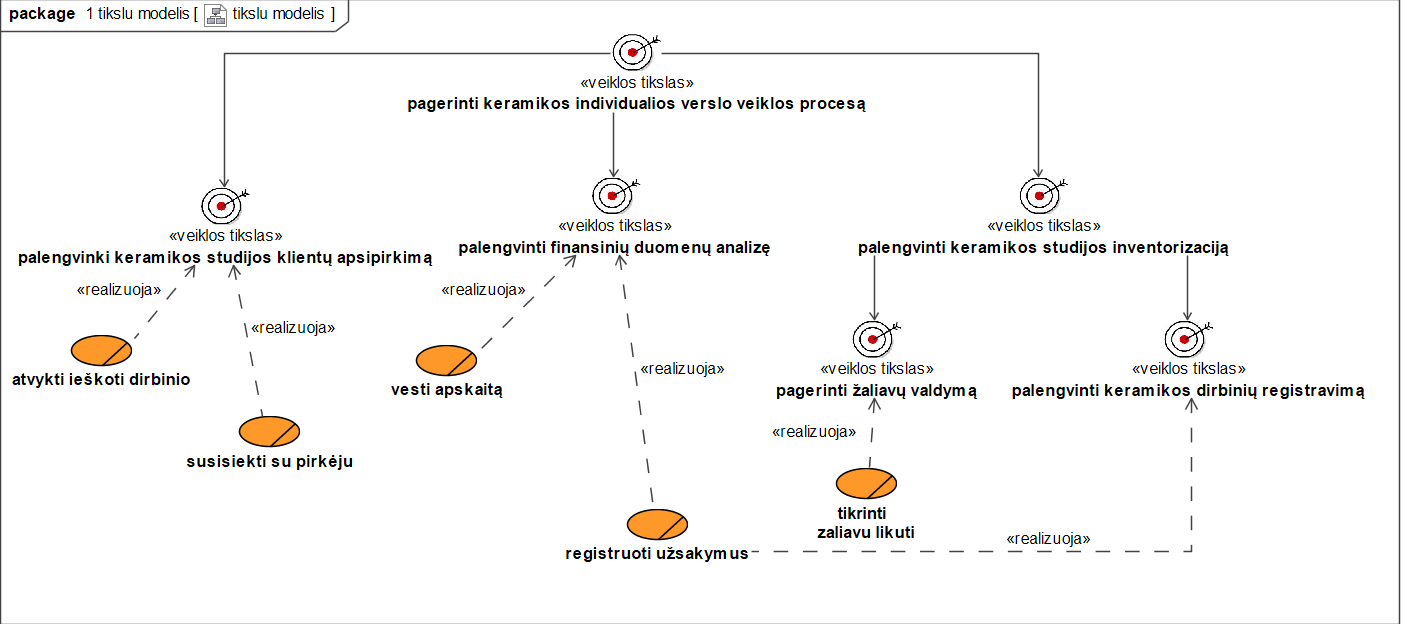 package 1 tikslu modelis [ tikslu modelis ]
«veiklos tikslas»
pagerinti keramikos individualios verslo veiklos procesą
«veiklos tikslas»
palengvinki keramikos studijos klientų apsipirkimą
«veiklos tikslas»
palengvinti finansinių duomenų analizę
«veiklos tikslas»
palengvinti keramikos studijos inventorizaciją
«realizuoja»
«realizuoja»
«realizuoja»
atvykti ieškoti dirbinio
susisiekti su pirkėju
vesti apskaitą
«realizuoja»
«veiklos tikslas»
pagerinti žaliavų valdymą
«veiklos tikslas»
palengvinti keramikos dirbinių registravimą
«realizuoja»
tikrinti
zaliavu likuti
registruoti užsakymus
«realizuoja»